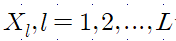 X_l, l = 1, 2, ..., L